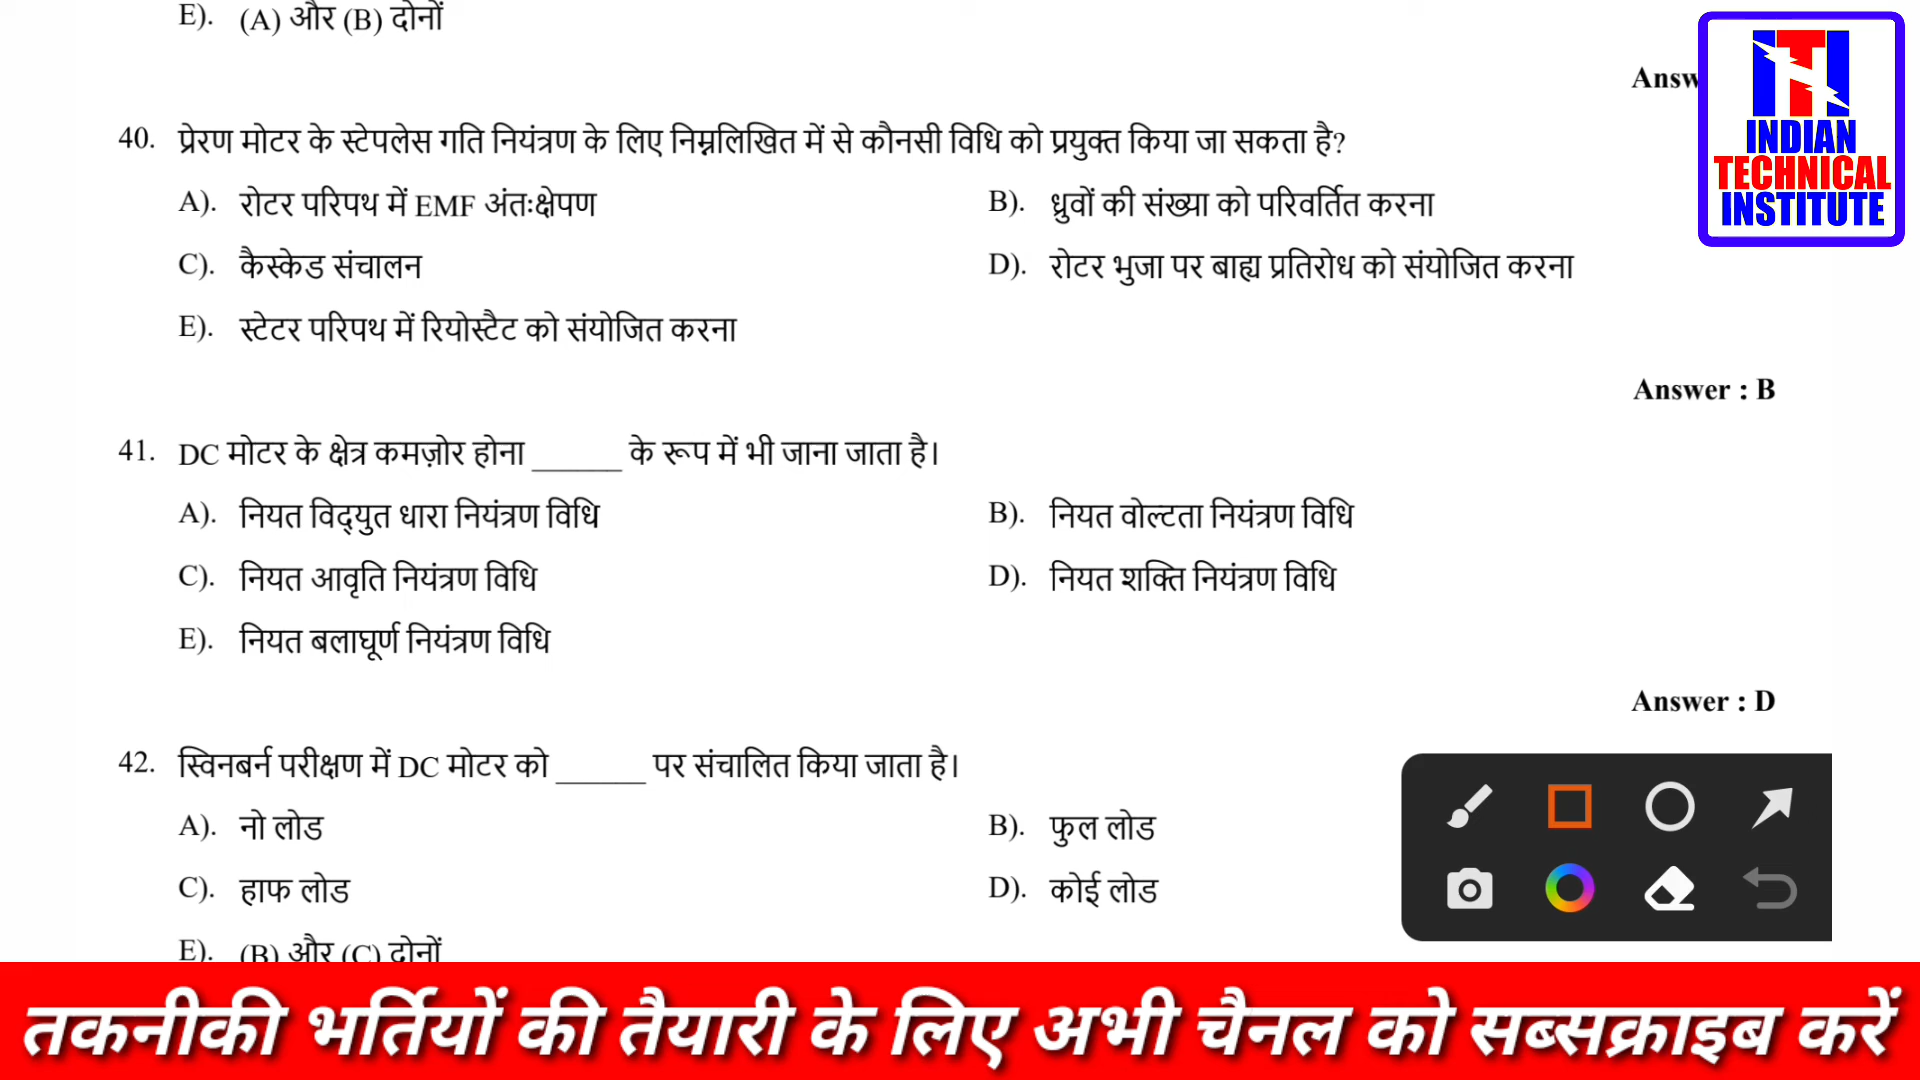 E). (A) और (B) दोनों
Answ
INDIAN
TECHNICAL
INSTITUTE
40. प्रेरण मोटर के स्टेपलेस गति नियंत्रण के लिए निम्नलिखित में से कौनसी विधि को प्रयुक्त किया जा सकता है?
A). रोटर परिपथ में EMF अंतःक्षेपण B). ध्रुवों की संख्या को परिवर्तित करना
C). कैस्केड संचालन D). रोटर भुजा पर बाह्य प्रतिरोध को संयोजित करना
E). स्टेटर परिपथ में रियोस्टैट को संयोजित करना
Answer : B
41. DC मोटर के क्षेत्र कमज़ोर होना ______ के रूप में भी जाना जाता है।
A). नियत विद्युत धारा नियंत्रण विधि B). नियत वोल्टता नियंत्रण विधि
C). नियत आवृति नियंत्रण विधि D). नियत शक्ति नियंत्रण विधि
E). नियत बलाघूर्ण नियंत्रण विधि
Answer : D
42. स्विनबर्न परीक्षण में DC मोटर को ______ पर संचालित किया जाता है।
A). नो लोड B). फुल लोड
C). हाफ लोड D). कोई लोड
E). (B) और (C) दोनों
तकनीकी भर्तियों की तैयारी के लिए अभी चैनल को सब्सक्राइब करें